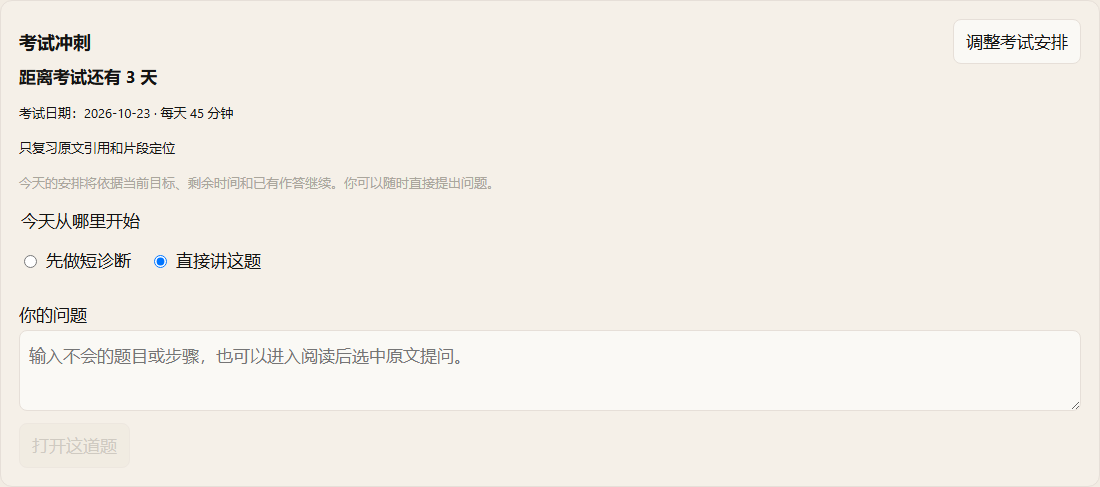 考试冲刺
调整考试安排
距离考试还有 3 天
考试日期：2026-10-23 · 每天 45 分钟
只复习原文引用和片段定位
今天的安排将依据当前目标、剩余时间和已有作答继续。你可以随时直接提出问题。
今天从哪里开始
先做短诊断 直接讲这题
你的问题
输入不会的题目或步骤，也可以进入阅读后选中原文提问。
打开这道题